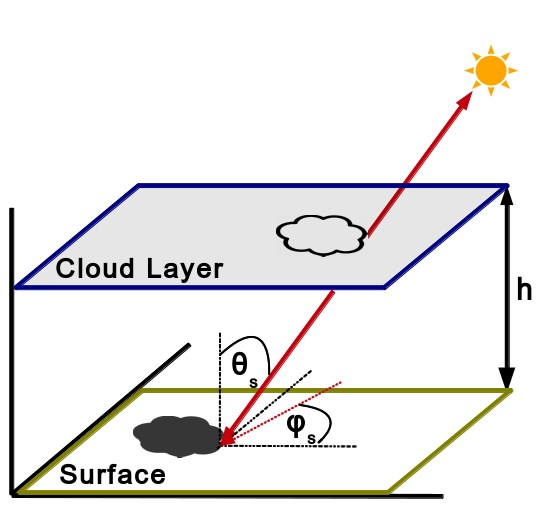 Cloud Layer
h
θs
φs
Surface